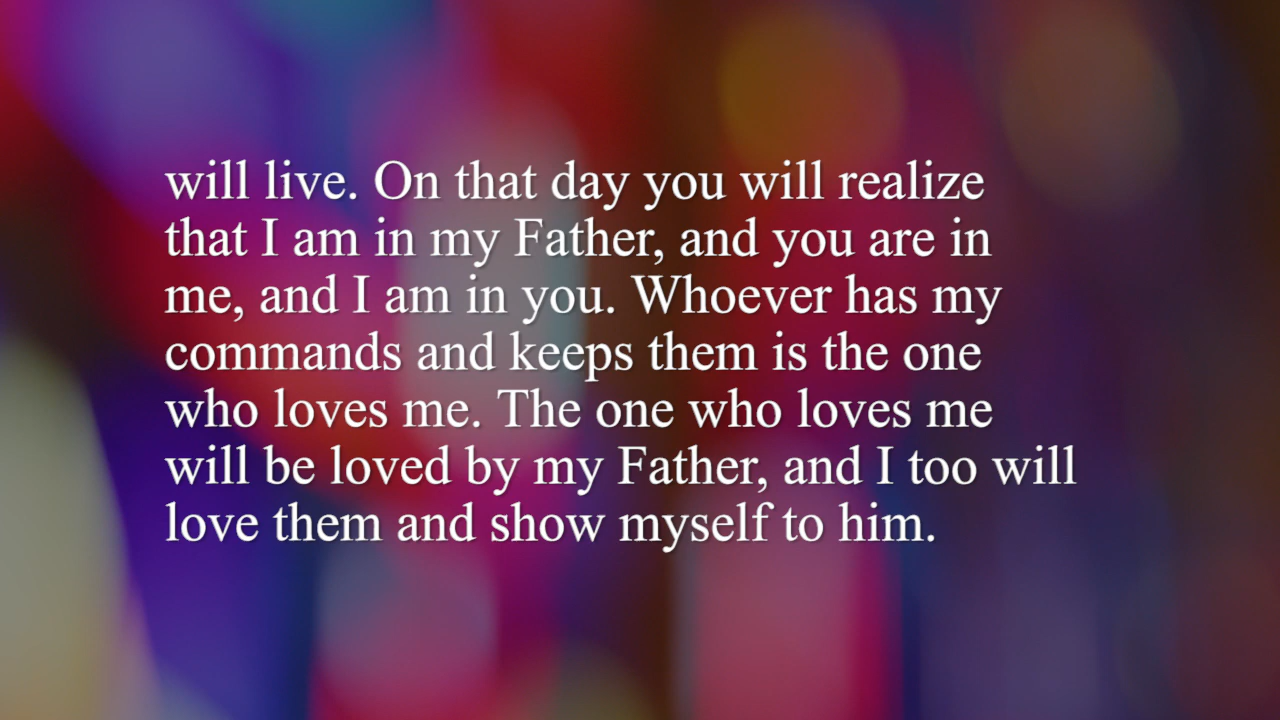 will live. On that day you will realize
that I am in my Father, and you are in
me, and I am in you. Whoever has my
commands and keeps them is the one
who loves me. The one who loves me
will be loved by my Father, and I too will
love them and show myself to him.